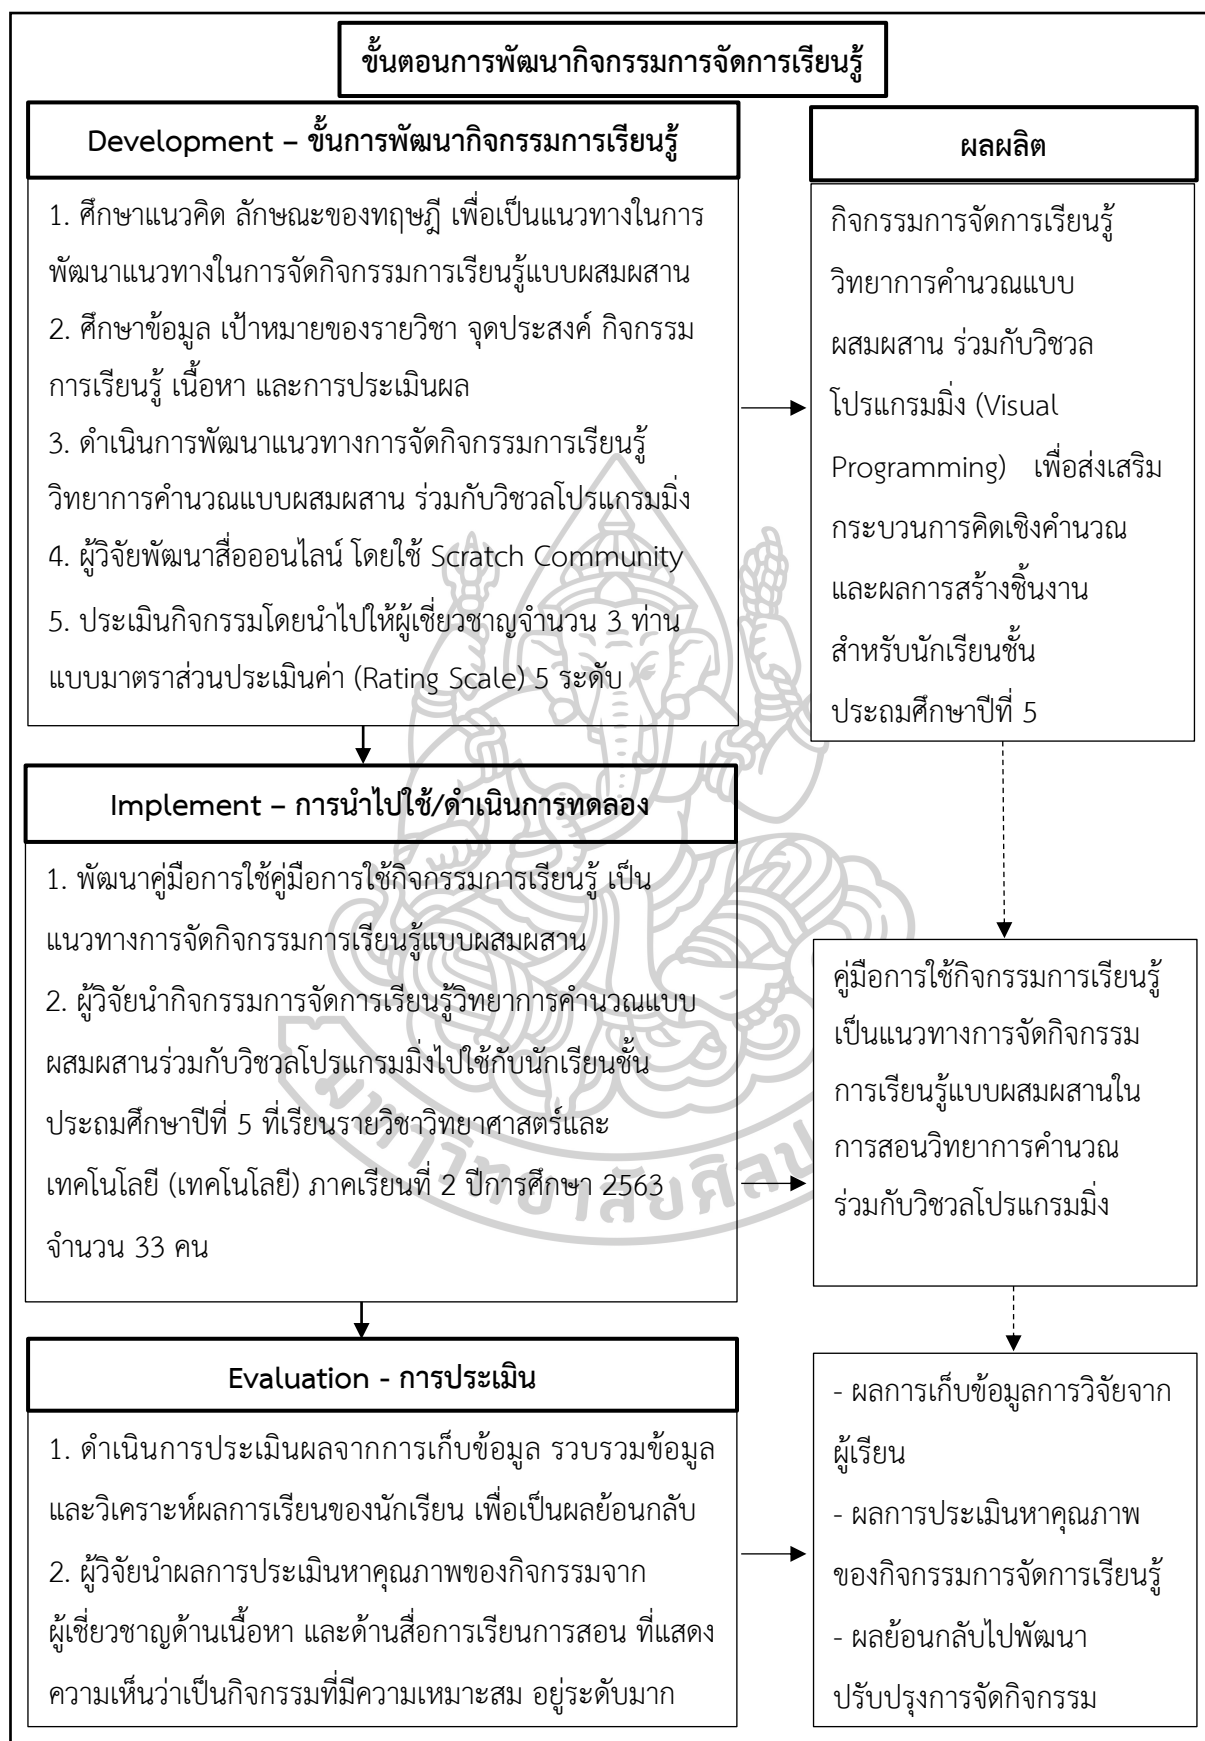 ขั้นตอนการพัฒนากิจกรรมการจัดการเรียนรู้
Development – ขั้นการพัฒนากิจกรรมการเรียนรู้
1. ศึกษาแนวคิด ลักษณะของทฤษฎี เพื่อเป็นแนวทางในการ
พัฒนาแนวทางในการจัดกิจกรรมการเรียนรู้แบบผสมผสาน
2. ศึกษาข้อมูล เป้าหมายของรายวิชา จุดประสงค์ กิจกรรม
การเรียนรู้ เนื้อหา และการประเมินผล
3. ดำเนินการพัฒนาแนวทางการจัดกิจกรรมการเรียนรู้
วิทยาการคำนวณแบบผสมผสาน ร่วมกับวิชวลโปรแกรมมิ่ง
4. ผู้วิจัยพัฒนาสื่อออนไลน์ โดยใช้ Scratch Community
5. ประเมินกิจกรรมโดยนำไปให้ผู้เชี่ยวชาญจำนวน 3 ท่าน
แบบมาตราส่วนประเมินค่า (Rating Scale) 5 ระดับ
ผลผลิต
กิจกรรมการจัดการเรียนรู้
วิทยาการคำนวณแบบ
ผสมผสาน ร่วมกับวิชวล
โปรแกรมมิ่ง (Visual
Programming) เพื่อส่งเสริม
กระบวนการคิดเชิงคำนวณ
และผลการสร้างชิ้นงาน
สำหรับนักเรียนชั้น
ประถมศึกษาปีที่ 5
Implement – การนำไปใช้/ดำเนินการทดลอง
1. พัฒนาคู่มือการใช้คู่มือการใช้กิจกรรมการเรียนรู้ เป็น
แนวทางการจัดกิจกรรมการเรียนรู้แบบผสมผสาน
2. ผู้วิจัยนำกิจกรรมการจัดการเรียนรู้วิทยาการคำนวณแบบ
ผสมผสานร่วมกับวิชวลโปรแกรมมิ่งไปใช้กับนักเรียนชั้น
ประถมศึกษาปีที่ 5 ที่เรียนรายวิชาวิทยาศาสตร์และ
เทคโนโลยี (เทคโนโลยี) ภาคเรียนที่ 2 ปีการศึกษา 2563
จำนวน 33 คน
คู่มือการใช้กิจกรรมการเรียนรู้
เป็นแนวทางการจัดกิจกรรม
การเรียนรู้แบบผสมผสานใน
การสอนวิทยาการคำนวณ
ร่วมกับวิชวลโปรแกรมมิ่ง
Evaluation - การประเมิน
1. ดำเนินการประเมินผลจากการเก็บข้อมูล รวบรวมข้อมูล
และวิเคราะห์ผลการเรียนของนักเรียน เพื่อเป็นผลย้อนกลับ
2. ผู้วิจัยนำผลการประเมินหาคุณภาพของกิจกรรมจาก
ผู้เชี่ยวชาญด้านเนื้อหา และด้านสื่อการเรียนการสอน ที่แสดง
ความเห็นว่าเป็นกิจกรรมที่มีความเหมาะสม อยู่ระดับมาก
- ผลการเก็บข้อมูลการวิจัยจาก
ผู้เรียน
- ผลการประเมินหาคุณภาพ
ของกิจกรรมการจัดการเรียนรู้
- ผลย้อนกลับไปพัฒนา
ปรับปรุงการจัดกิจกรรม
มหาวิทยาลัยศิลป